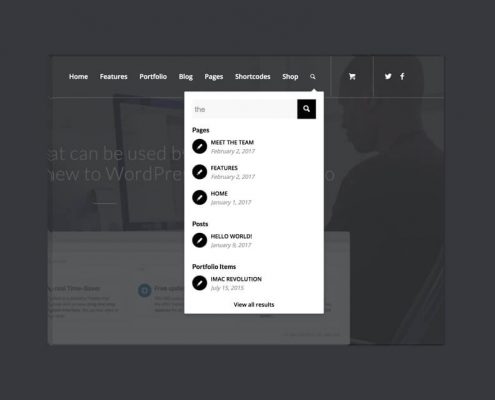 Home Features Portfolio Blog Pages Shortcodes Shop
the
Pages
MEET THE TEAM
February 2, 2017
FEATURES
February 2, 2017
HOME
January 1, 2017
Posts
HELLO WORLD!
January 9, 2017
Portfolio Items
IMAC REVOLUTION
July 15, 2015
View all results
at can be used b
new to WordPre
Free upda